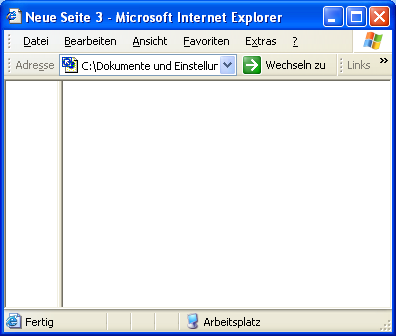 Neue Seite 3 - Microsoft Internet Explorer
Datei Bearbeiten Ansicht Favoriten Extras ?
Adresse C:\Dokumente und Einstellur Wechseln zu Links »
Fertig Arbeitsplatz